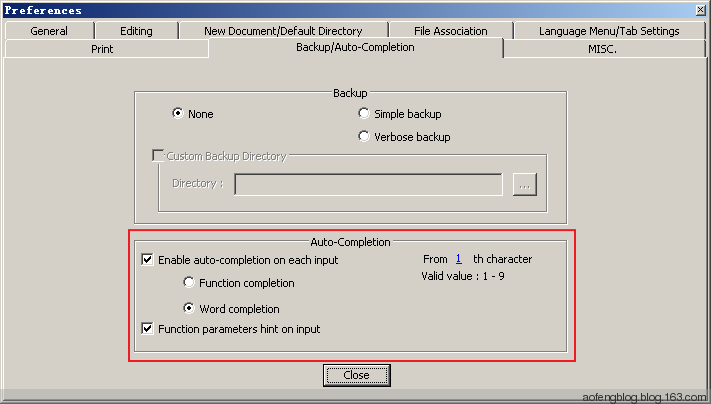 Preferences
General
Editing
New Document/Default Directory
File Association
Language Menu/Tab Settings
Print
Backup/Auto-Completion
MISC.
Backup
None
Simple backup
Verbose backup
Custom Backup Directory
Directory :
...
Auto-Completion
Enable auto-completion on each input
From 1 th character
Function completion
Valid value : 1 - 9
Word completion
Function parameters hint on input
Close
aofengblog.blog.163.com